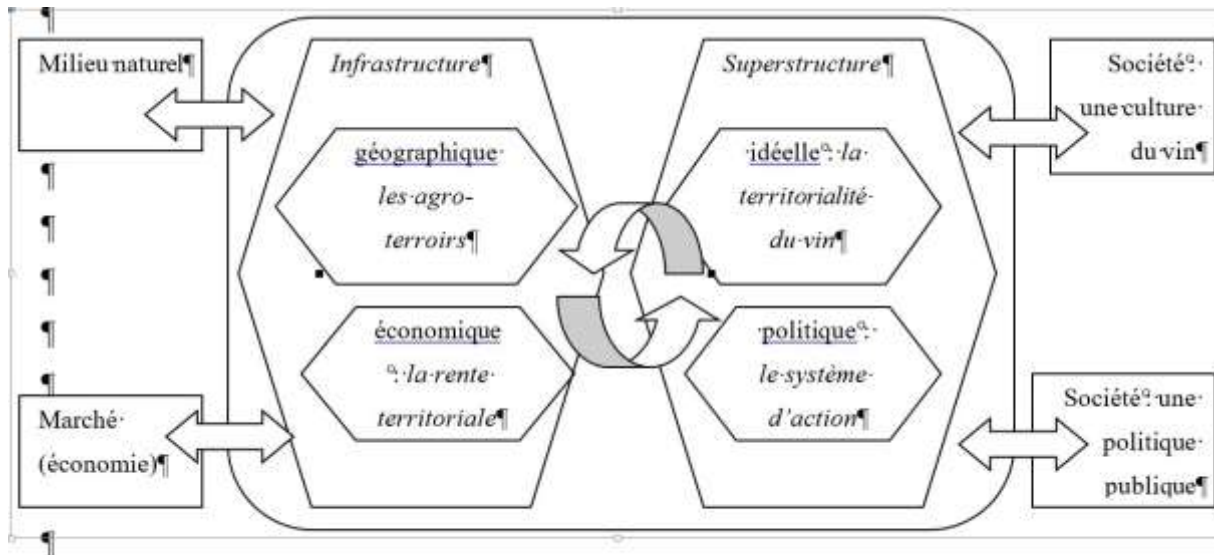 Milieu naturel¶
Infrastructure¶
géographique
les agro-
terroirs¶
économique
°: la rente
territoriale¶
Superstructure¶
idéelle°: la
territorialité
du vin¶
politique°:
le système
d'action¶
Société°:
une culture
du vin¶
Marché
(économie)¶
Société°: une
politique
publique¶